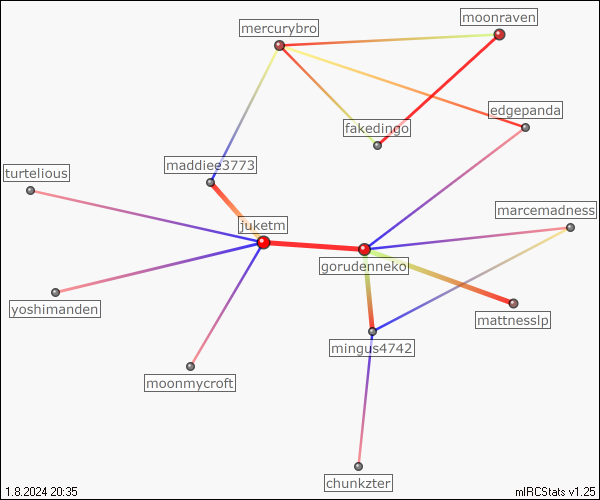 moonraven
mercurybro
edgepanda
fakedingo
maddiee3773
turtelious
marcemadness
juketm
gorudenneko
yoshimanden
mattnesslp
mingus4742
moonmycroft
chunkzter
1.8.2024 20:35
mIRCStats v1.25